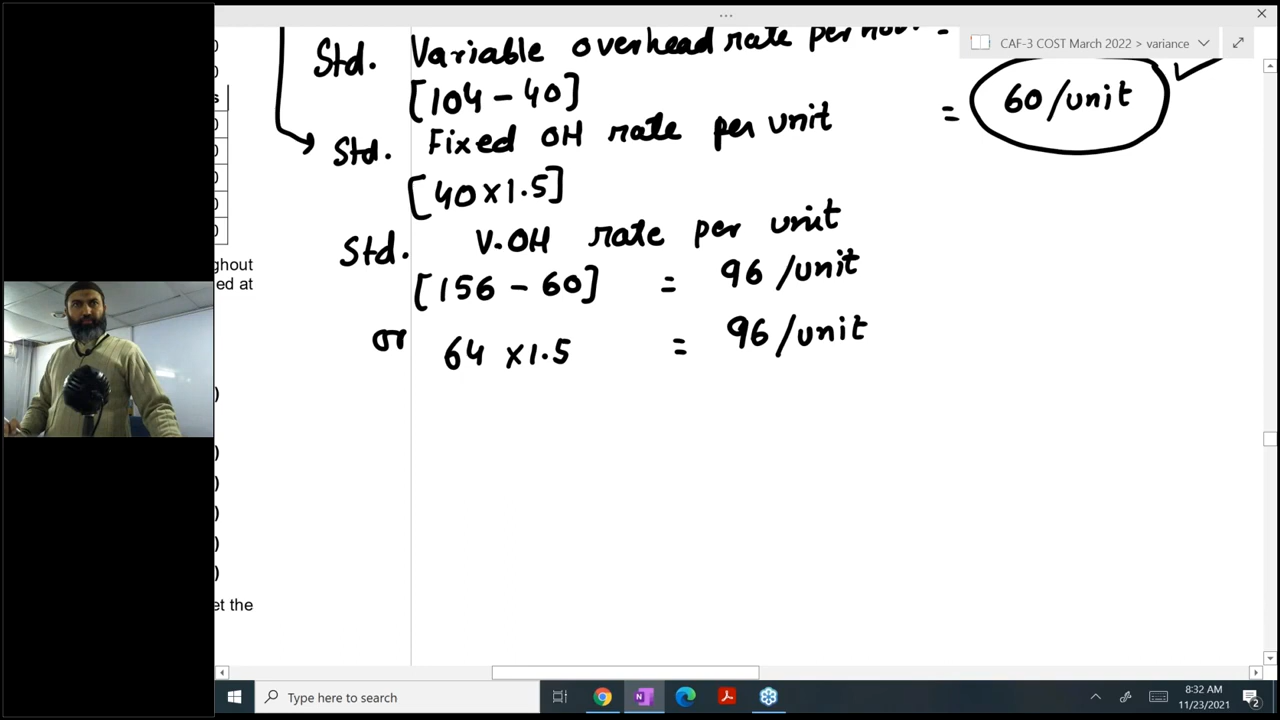 CAF-3 COST March 2022 > variance
Std. Variable overhead rate per hour =
[104 - 40]
60/unit
Std. Fixed OH rate per unit =
[40 x 1.5]
Std. V.OH rate per unit
[156 - 60] = 96/unit
or 64 x 1.5 = 96/unit
s
ghout
ed at
)
)
)
)
)
)
et the
Type here to search
8:32 AM
11/23/2021
2